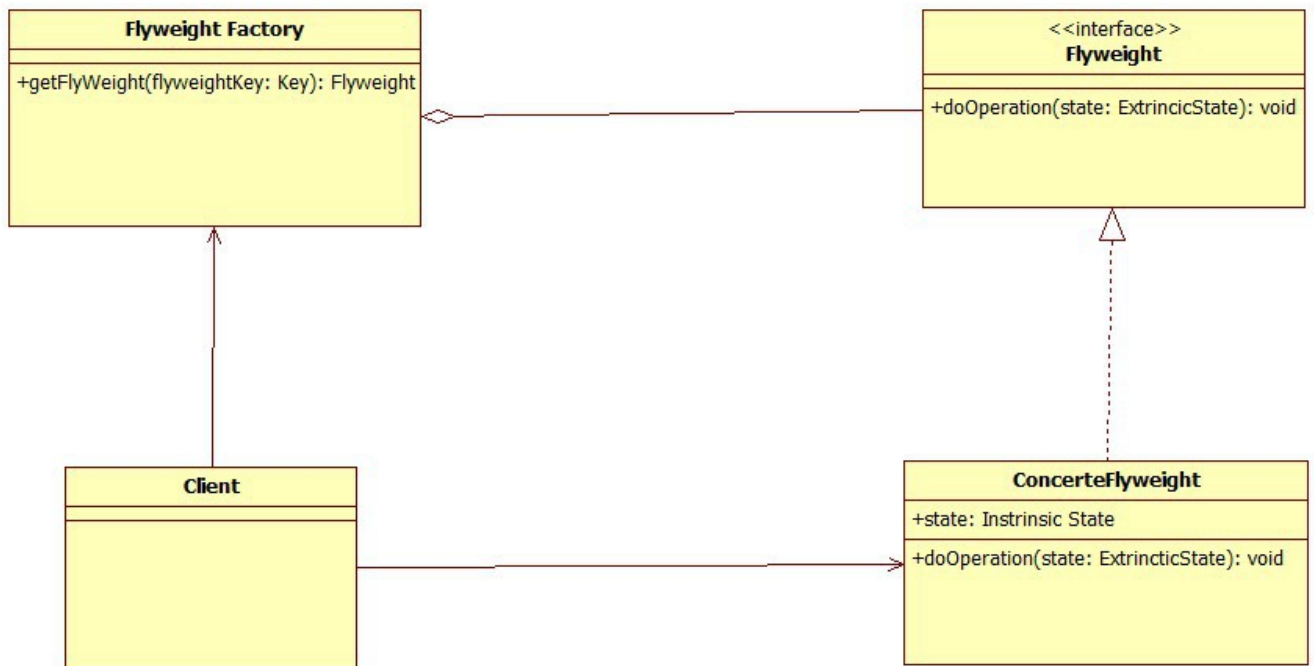 Flyweight Factory
+getFlyWeight(flyweightKey: Key): Flyweight
<<interface>>
Flyweight
+doOperation(state: ExtrincicState): void
Client
ConcerteFlyweight
+state: Instrinsic State
+doOperation(state: ExtrincticState): void